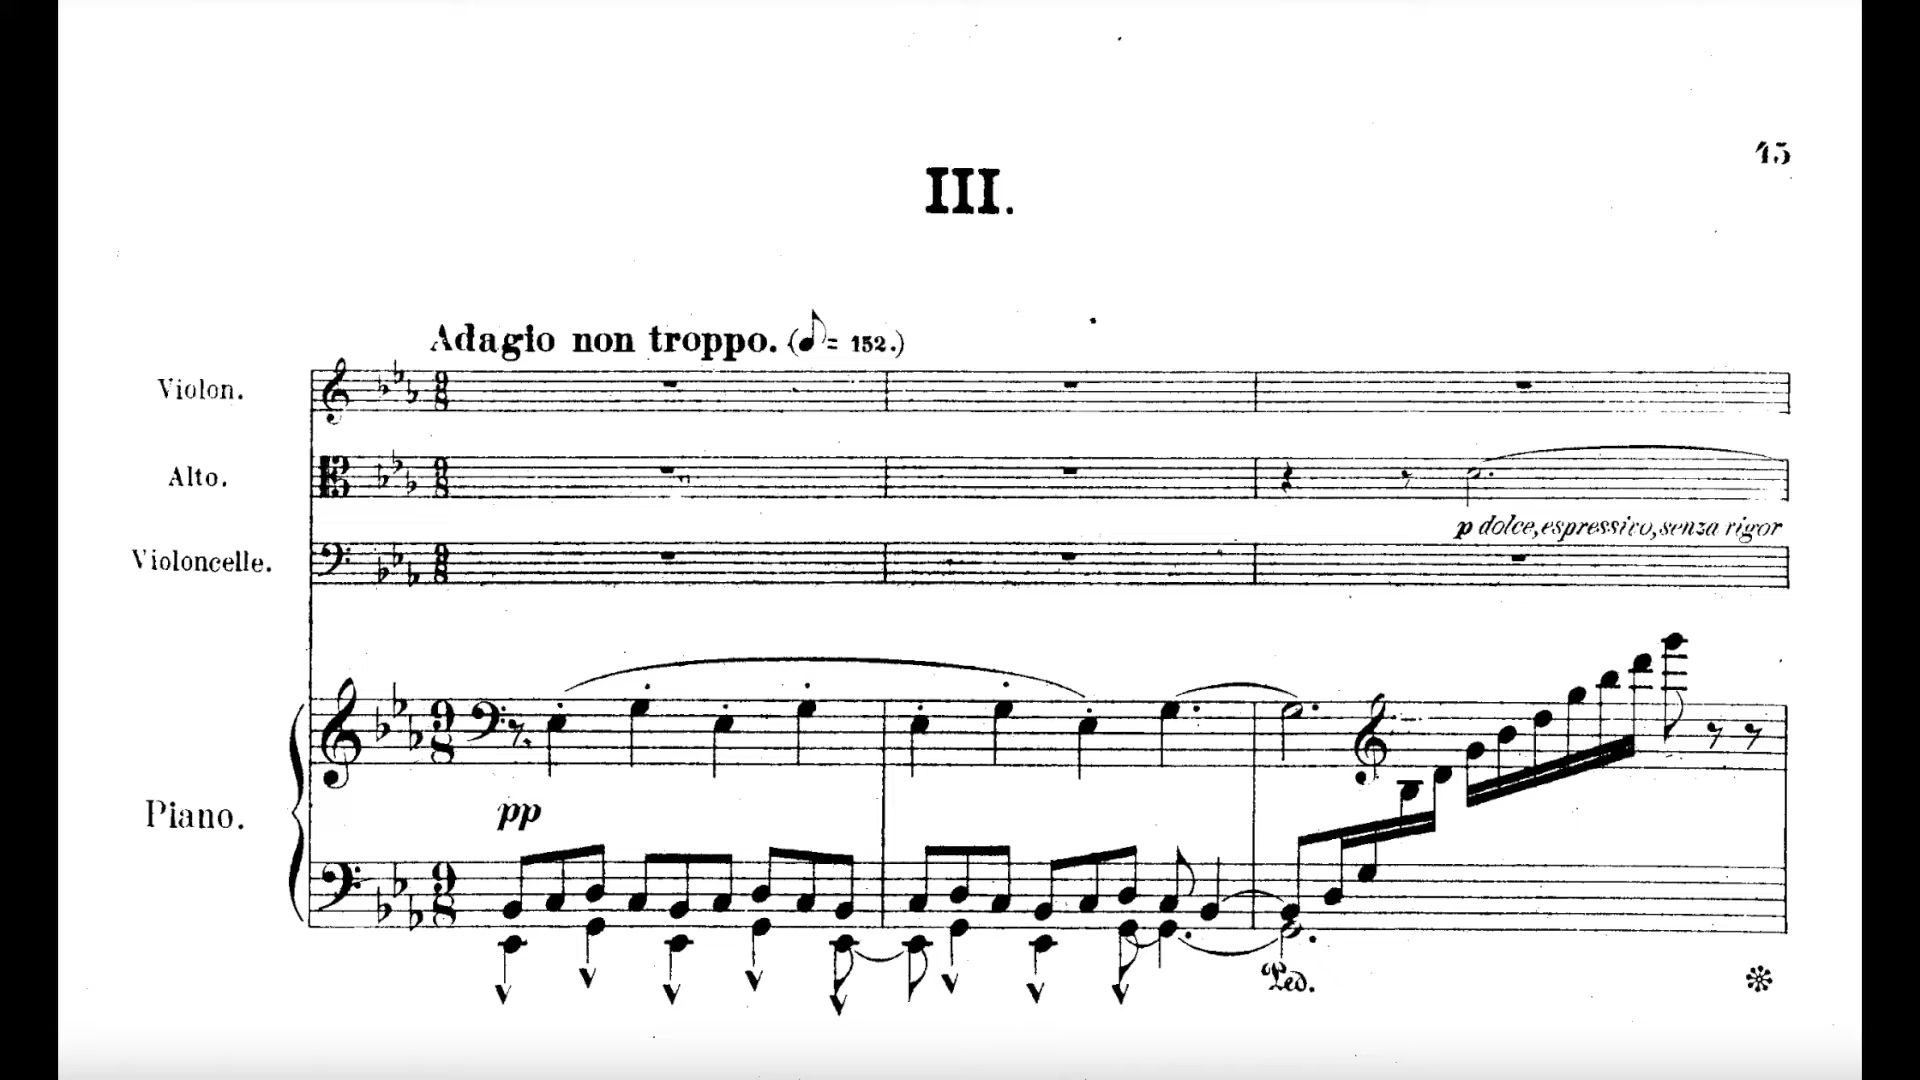 45
III.
Adagio non troppo. (♪= 152.)
Violon.
Alto.
p dolce, espressivo, senza rigor
Violoncelle.
Piano.
pp
Ped.